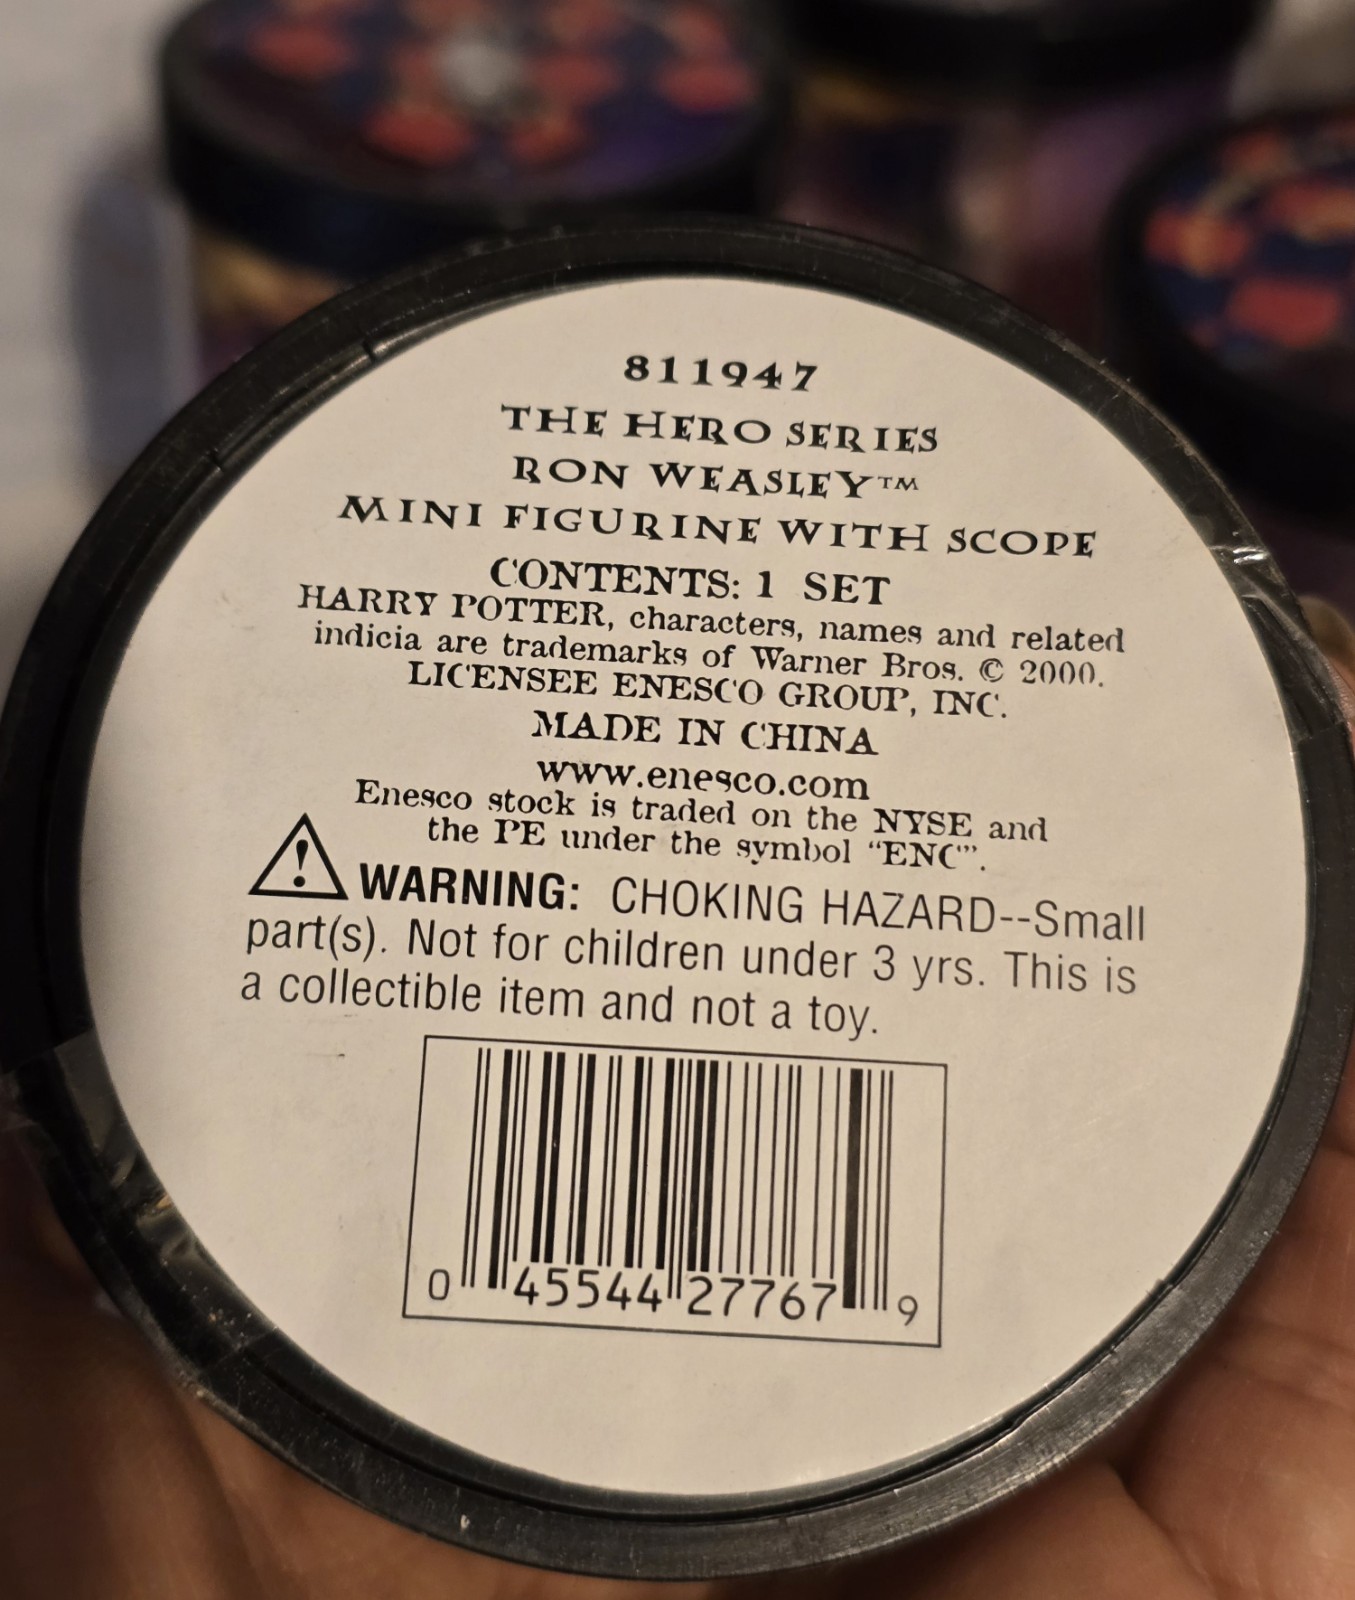 811947
THE HERO SERIES
RON WEASLEY™
MINI FIGURINE WITH SCOPE
CONTENTS: 1 SET
HARRY POTTER, characters, names and related
indicia are trademarks of Warner Bros. © 2000.
LICENSEE ENESCO GROUP, INC.
MADE IN CHINA
www.enesco.com
Enesco stock is traded on the NYSE and
the PE under the symbol “ENC”.
WARNING: CHOKING HAZARD--Small
part(s). Not for children under 3 yrs. This is
a collectible item and not a toy.
0 45544 27767 9